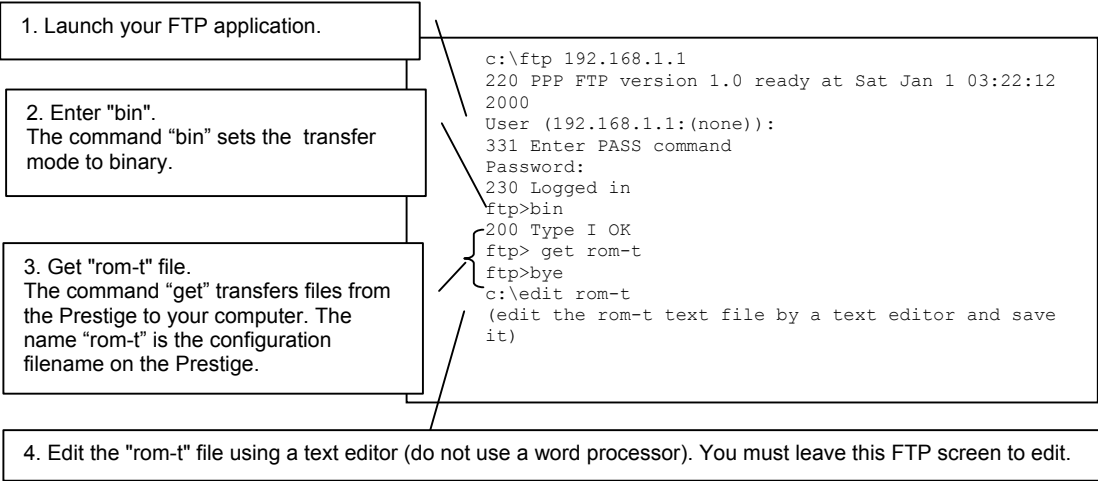 1. Launch your FTP application.
2. Enter "bin".
The command “bin” sets the transfer
mode to binary.
3. Get "rom-t" file.
The command “get” transfers files from
the Prestige to your computer. The
name “rom-t” is the configuration
filename on the Prestige.
c:\ftp 192.168.1.1
220 PPP FTP version 1.0 ready at Sat Jan 1 03:22:12
2000
User (192.168.1.1:(none)):
331 Enter PASS command
Password:
230 Logged in
ftp>bin
200 Type I OK
ftp> get rom-t
ftp>bye
c:\edit rom-t
(edit the rom-t text file by a text editor and save
it)
4. Edit the "rom-t" file using a text editor (do not use a word processor). You must leave this FTP screen to edit.